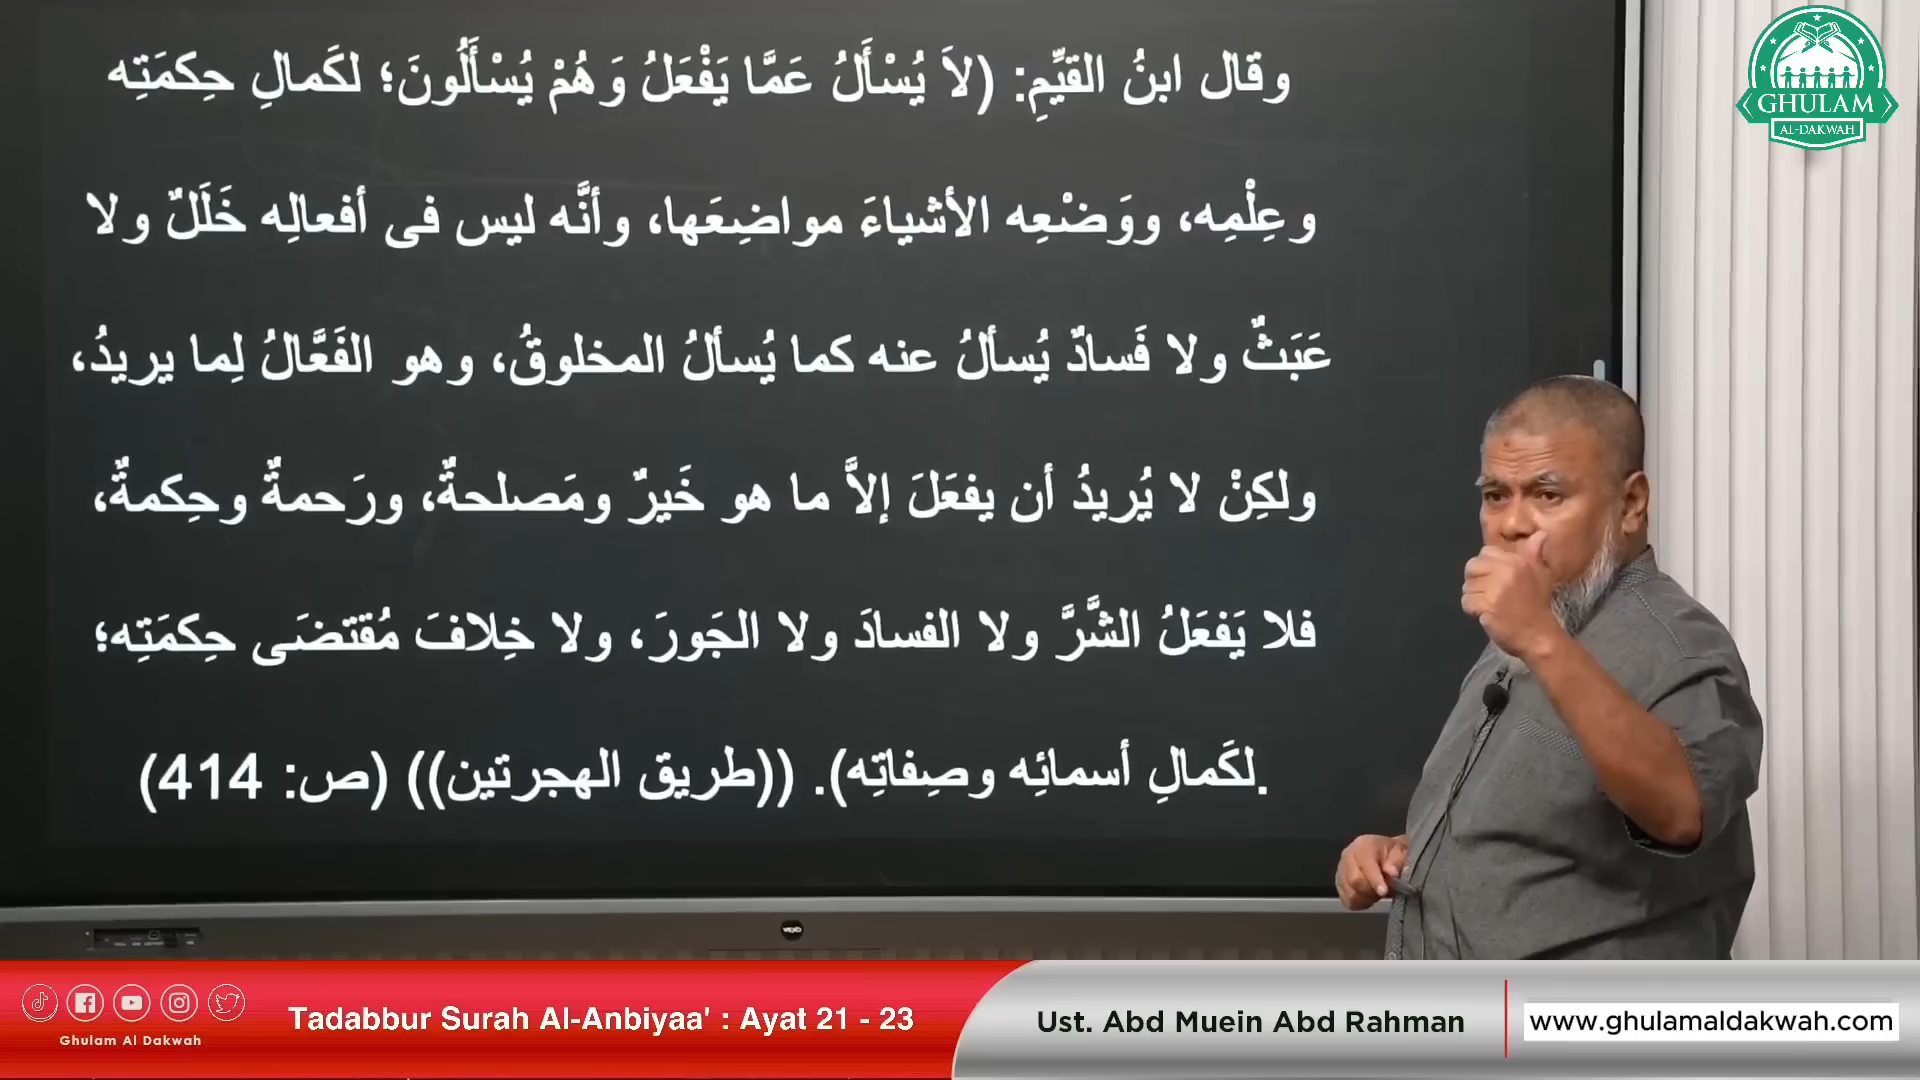 وقال ابنُ القيِّمِ: (لاَ يُسْأَلُ عَمَّا يَفْعَلُ وَهُمْ يُسْأَلُونَ؛ لكَمالِ حِكمَتِه
وعِلْمِه، ووَضْعِه الأشياءَ مواضِعَها، وأنَّه ليس فى أفعالِه خَلَلٌ ولا
عَبَثٌ ولا فَسادٌ يُسألُ عنه كما يُسألُ المخلوقُ، وهو الفَعَّالُ لِما يريدُ،
ولكِنْ لا يُريدُ أن يفعَلَ إلاَّ ما هو خَيرٌ ومَصلحةٌ، ورَحمةٌ وحِكمةٌ،
فلا يَفعَلُ الشَّرَّ ولا الفسادَ ولا الجَورَ، ولا خِلافَ مُقتضَى حِكمَتِه؛
.لكَمالِ أسمائِه وصِفاتِه). ((طريق الهجرتين)) (ص: 414)
GHULAM
AL-DAKWAH
Ghulam Al Dakwah
Tadabbur Surah Al-Anbiyaa' : Ayat 21 - 23
Ust. Abd Muein Abd Rahman
www.ghulamaldakwah.com